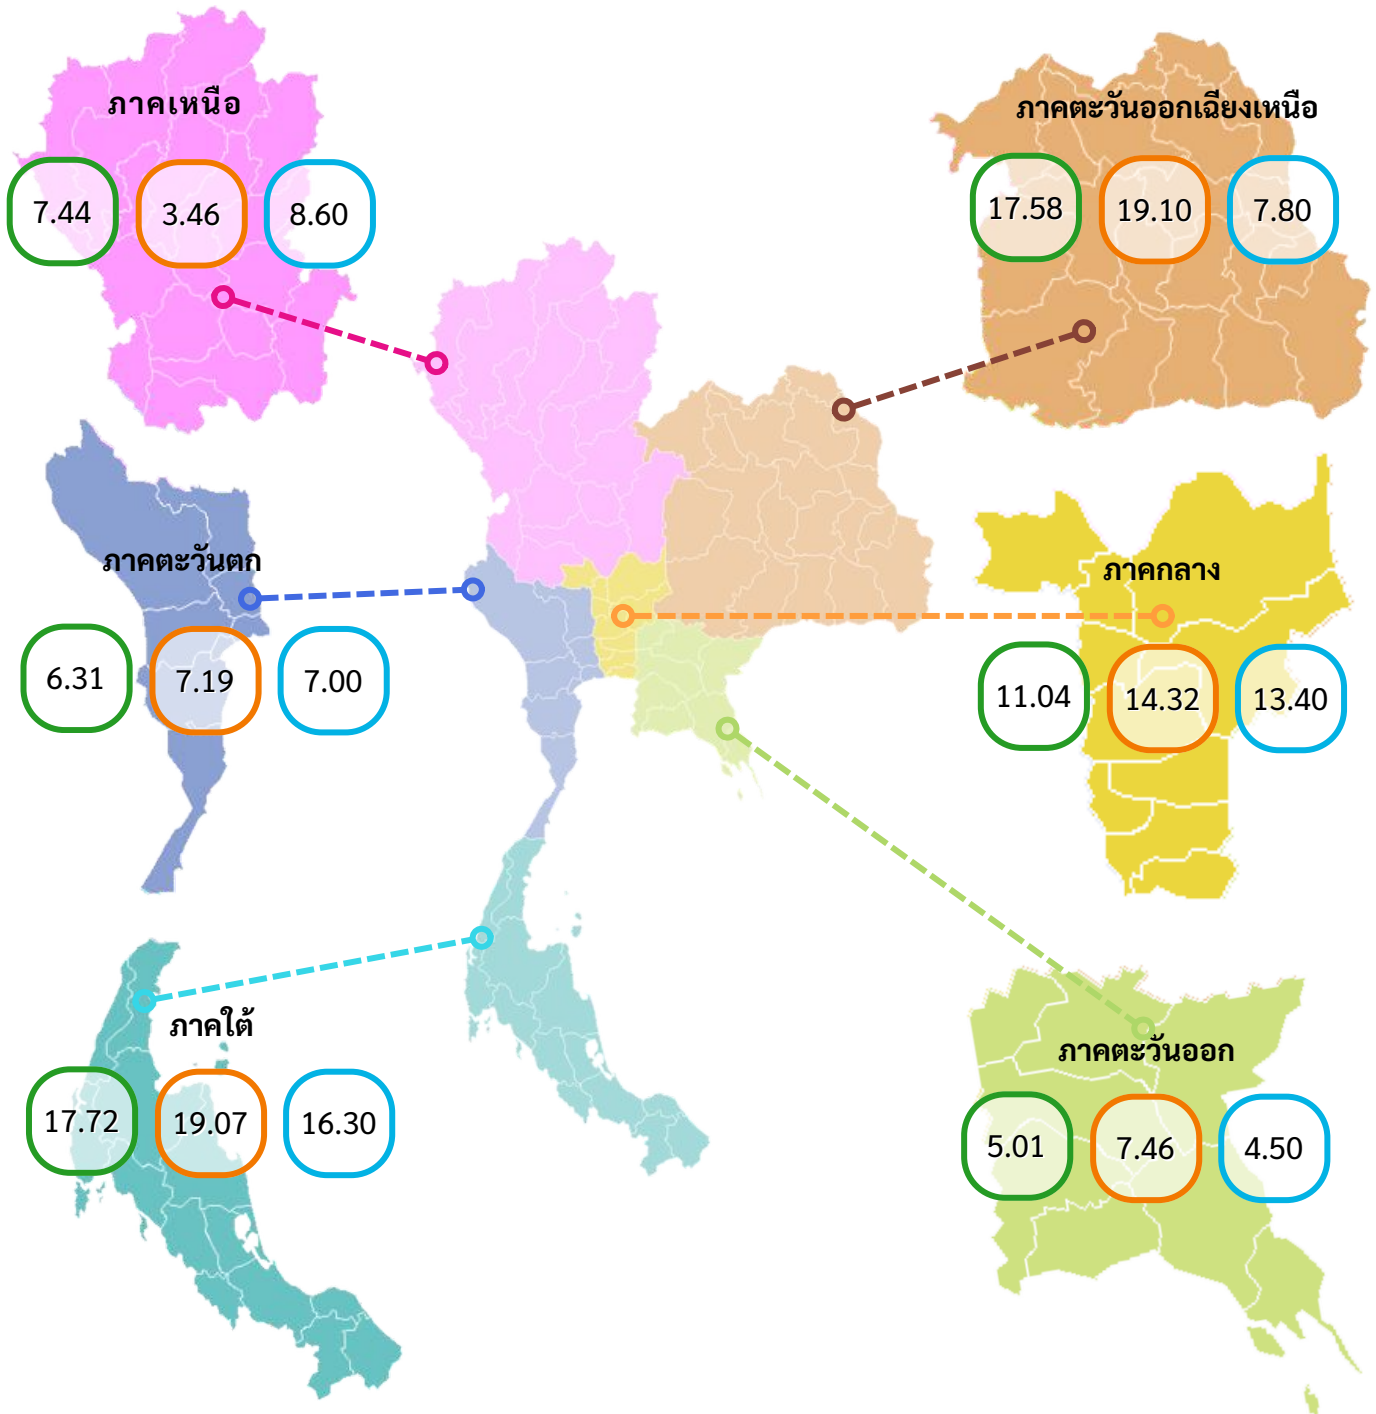 ภาคเหนือ
7.44 3.46 8.60
ภาคตะวันออกเฉียงเหนือ
17.58 19.10 7.80
ภาคตะวันตก
6.31 7.19 7.00
ภาคกลาง
11.04 14.32 13.40
ภาคใต้
17.72 19.07 16.30
ภาคตะวันออก
5.01 7.46 4.50